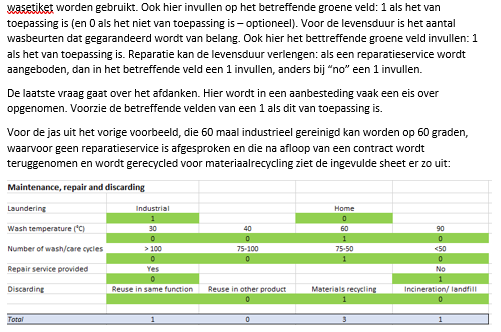 wasetiket worden gebruikt. Ook hier invullen op het betreffende groene veld: 1 als het van
toepassing is (en 0 als het niet van toepassing is – optioneel). Voor de levensduur is het aantal
wasbeurten dat gegarandeerd wordt van belang. Ook hier het bettreffende groene veld invullen: 1
als het van toepassing is. Reparatie kan de levensduur verlengen: als een reparatieservice wordt
aangeboden, dan in het betreffende veld een 1 invullen, anders bij “no” een 1 invullen.
De laatste vraag gaat over het afdanken. Hier wordt in een aanbesteding vaak een eis over
opgenomen. Voorzie de betreffende velden van een 1 als dit van toepassing is.
Voor de jas uit het vorige voorbeeld, die 60 maal industrieel gereinigd kan worden op 60 graden,
waarvoor geen reparatieservice is afgesproken en die na afloop van een contract wordt
teruggenomen en wordt gerecycled voor materiaalrecycling ziet de ingevulde sheet er zo uit:
Maintenance, repair and discarding
Laundering Industrial Home
1 0
Wash temperature (°C) 30 40 60 90
0 0 1 0
Number of wash/care cycles > 100 75-100 75-50 <50
0 0 1 0
Repair service provided Yes No
0 1
Discarding Reuse in same function Reuse in other product Materials recycling Incineration/ landfill
0 1 0
Total 1 0 3 1